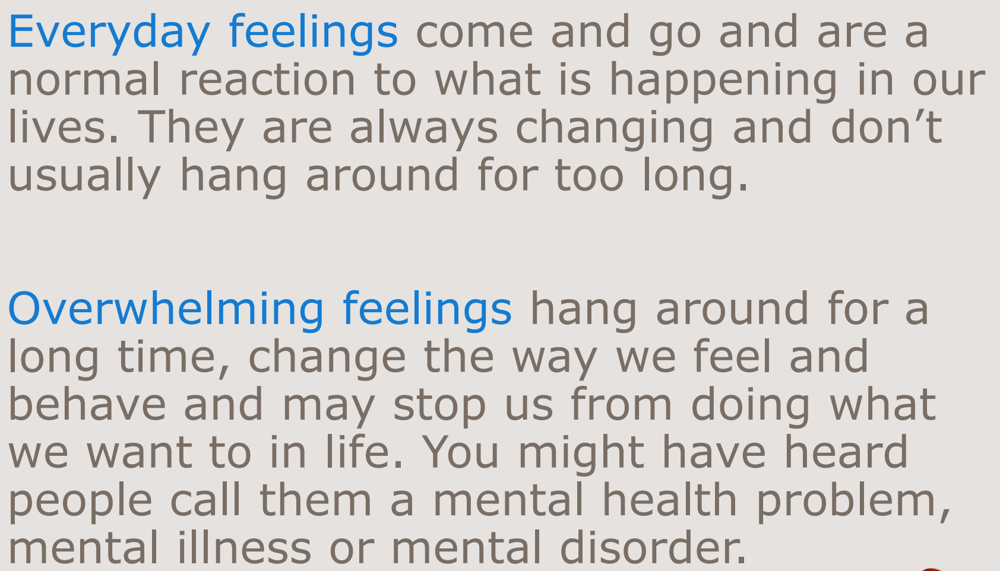 Everyday feelings come and go and are a
normal reaction to what is happening in our
lives. They are always changing and don’t
usually hang around for too long.
Overwhelming feelings hang around for a
long time, change the way we feel and
behave and may stop us from doing what
we want to in life. You might have heard
people call them a mental health problem,
mental illness or mental disorder.